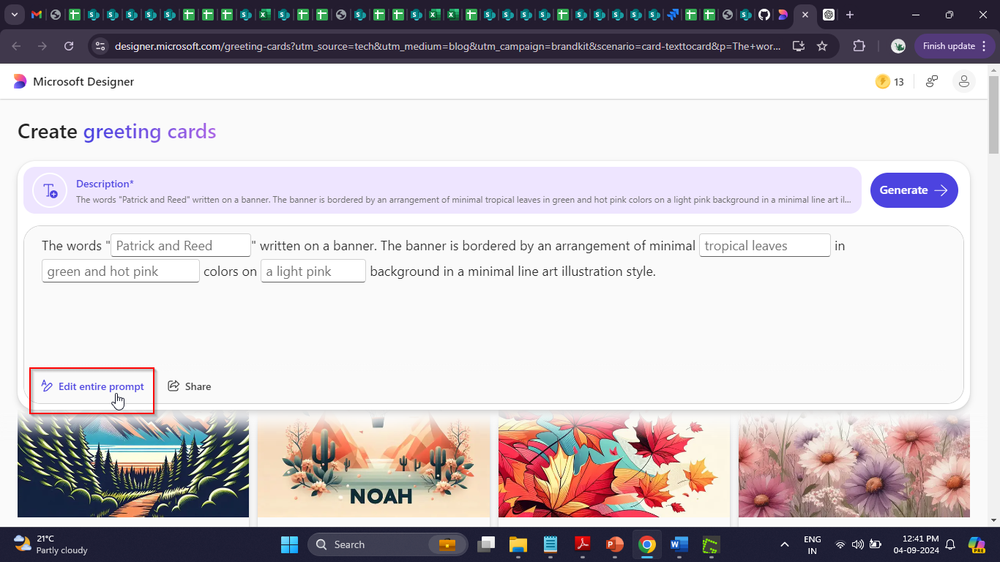 designer.microsoft.com/greeting-cards?utm_source=tech&utm_medium=blog&utm_campaign=brandkit&scenario=card-texttocard&p=The+wor...
Finish update
Microsoft Designer
13
Create greeting cards
Description*
The words "Patrick and Reed" written on a banner. The banner is bordered by an arrangement of minimal tropical leaves in green and hot pink colors on a light pink background in a minimal line art il...
Generate
The words "Patrick and Reed" written on a banner. The banner is bordered by an arrangement of minimal tropical leaves in
green and hot pink colors on a light pink background in a minimal line art illustration style.
Edit entire prompt
Share
NOAH
21°C
Partly cloudy
Search
ENG
IN
12:41 PM
04-09-2024
PRE